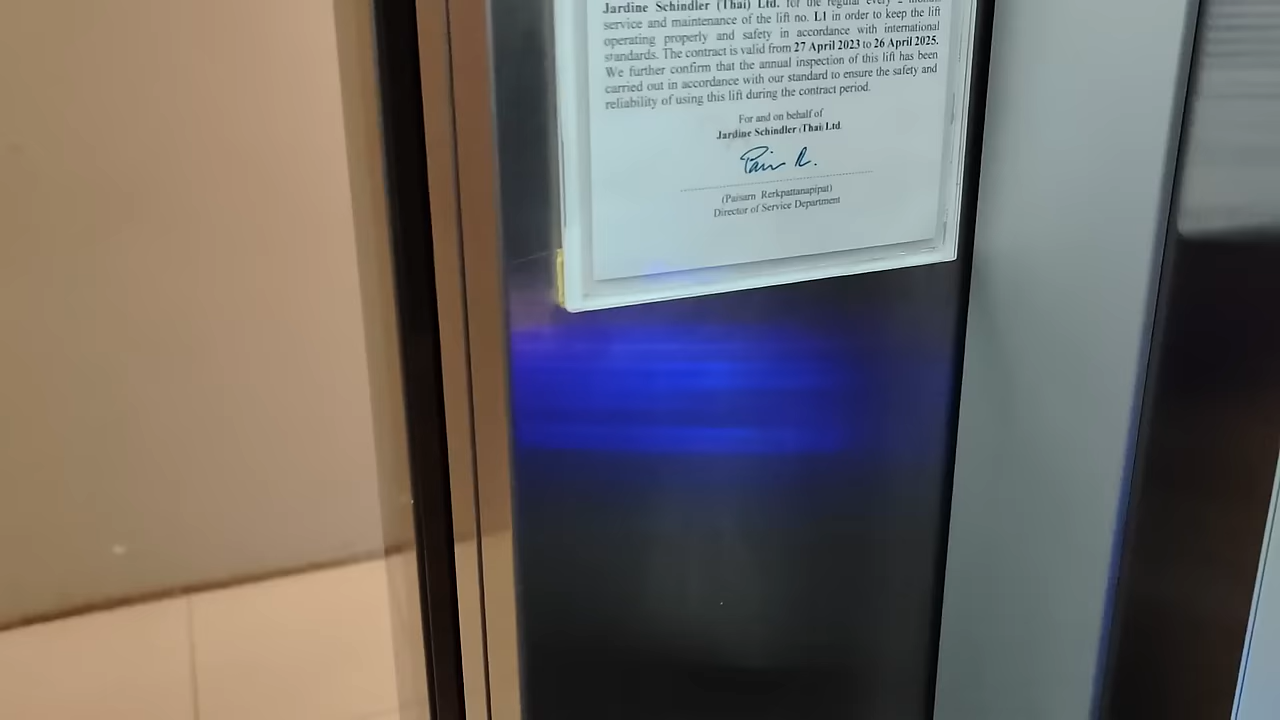 Jardine Schindler (Thai) Ltd. for the regular every 2 month
service and maintenance of the lift no. L1 in order to keep the lift
operating properly and safety in accordance with international
standards. The contract is valid from 27 April 2023 to 26 April 2025.
We further confirm that the annual inspection of this lift has been
carried out in accordance with our standard to ensure the safety and
reliability of using this lift during the contract period.
For and on behalf of
Jardine Schindler (Thai) Ltd.
(Paisarn Rerkpattanapipat)
Director of Service Department